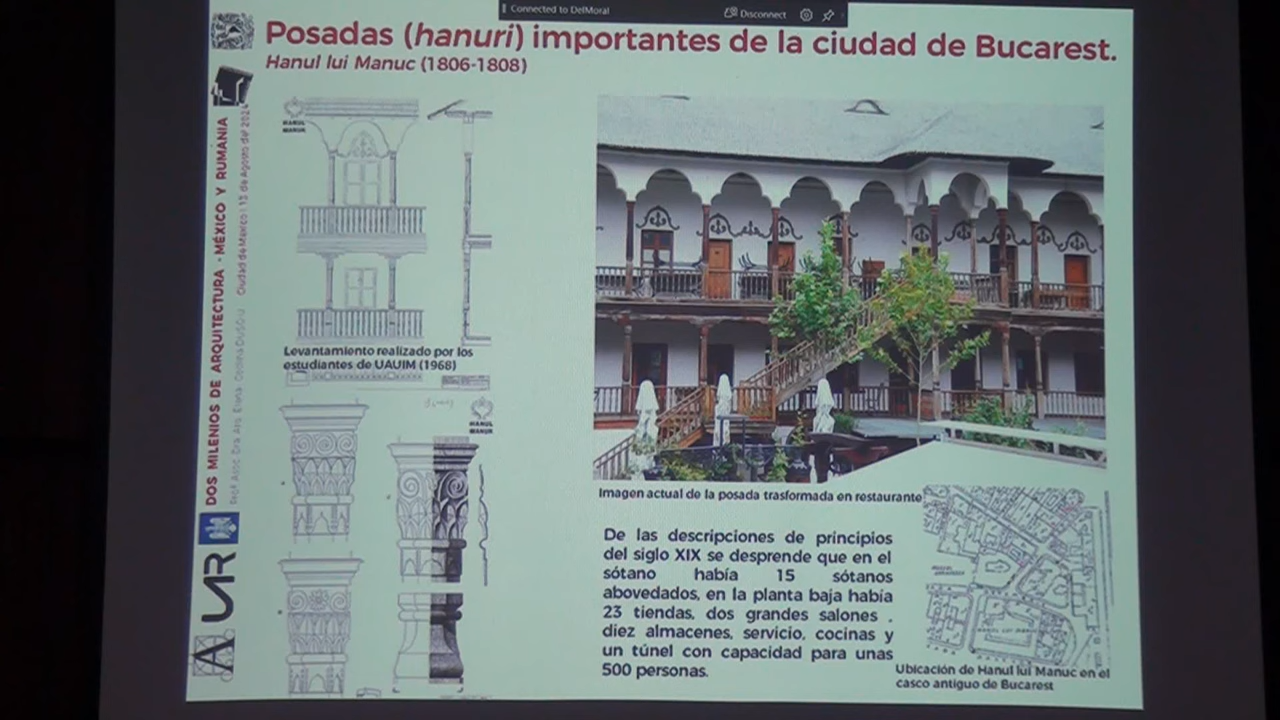 Connected to DelMoral
Disconnect
Posadas (hanuri) importantes de la ciudad de Bucarest.
Hanul lui Manuc (1806-1808)
DOS MILENIOS DE ARQUITECTURA - MÉXICO Y RUMANIA
HANUL
MANUK
Levantamiento realizado por los
estudiantes de UAUIM (1968)
HANUL
MANUK
Imagen actual de la posada trasformada en restaurante
De las descripciones de principios
del siglo XIX se desprende que en el
sótano había 15 sótanos
abovedados, en la planta baja había
23 tiendas, dos grandes salones ,
diez almacenes, servicio, cocinas y
un túnel con capacidad para unas
500 personas.
Ubicación de Hanul lui Manuc en el
casco antiguo de Bucarest
UAR